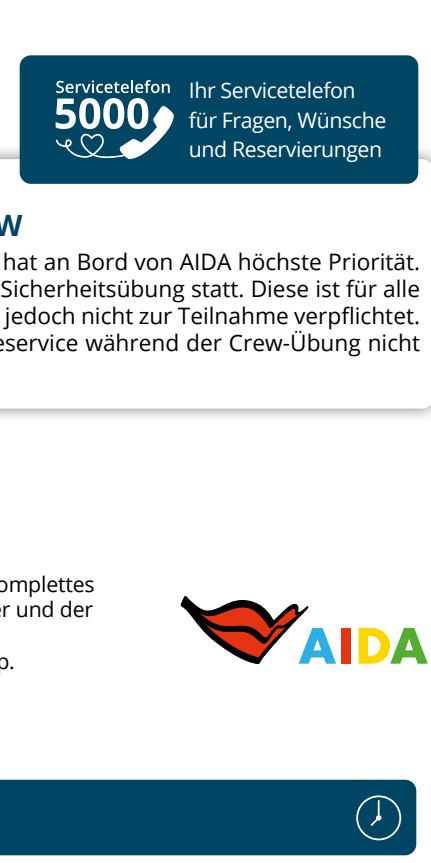 Servicetelefon
5000
Ihr Servicetelefon
für Fragen, Wünsche
und Reservierungen
W
hat an Bord von AIDA höchste Priorität.
Sicherheitsübung statt. Diese ist für alle
jedoch nicht zur Teilnahme verpflichtet.
eservice während der Crew-Übung nicht
omplettes
er und der
p.
AIDA